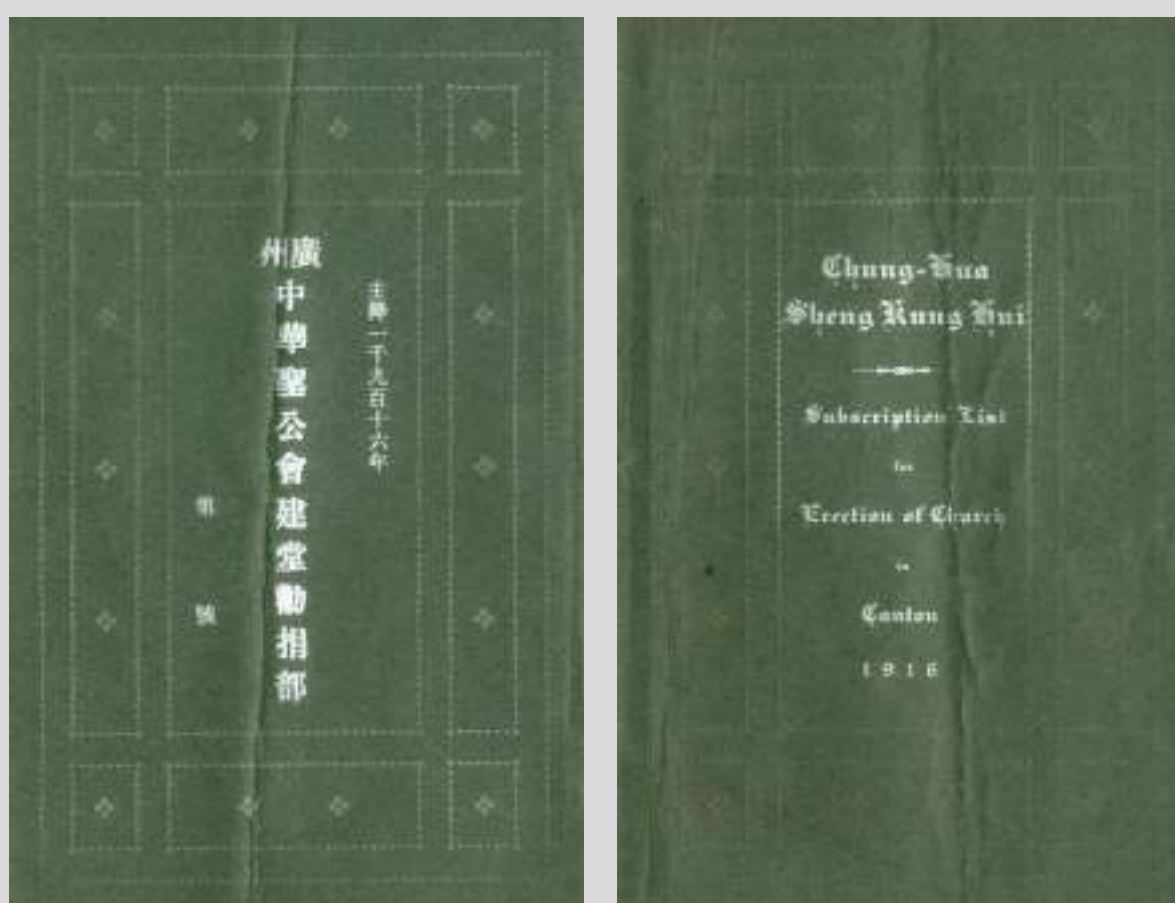 主降一千九百十六年
廣州
中華聖公會建堂勸捐部
第 號
Chung-Hua
Sheng Kung Hui
Subscription List
for
Erection of Church
in
Canton
1916